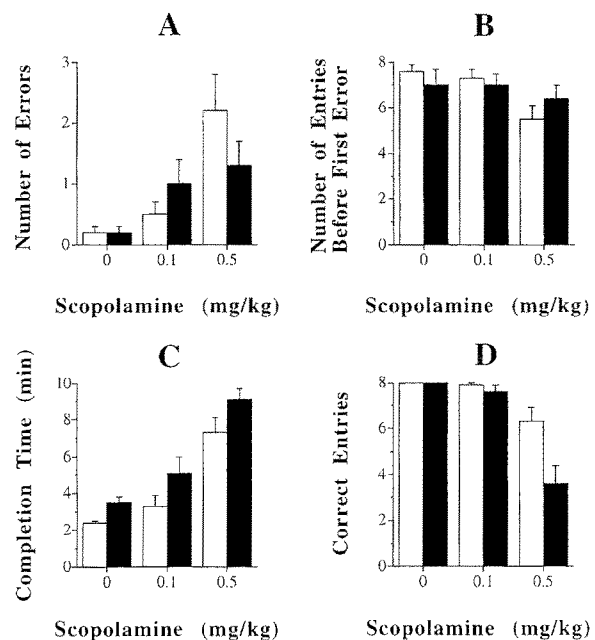 A
B
Number of Errors
3
2
1
0
0
0.1
0.5
Scopolamine (mg/kg)
Number of Entries
Before First Error
8
6
4
2
0
0
0.1
0.5
Scopolamine (mg/kg)
C
D
Completion Time (min)
10
8
6
4
2
0
0
0.1
0.5
Scopolamine (mg/kg)
Correct Entries
8
6
4
2
0
0
0.1
0.5
Scopolamine (mg/kg)